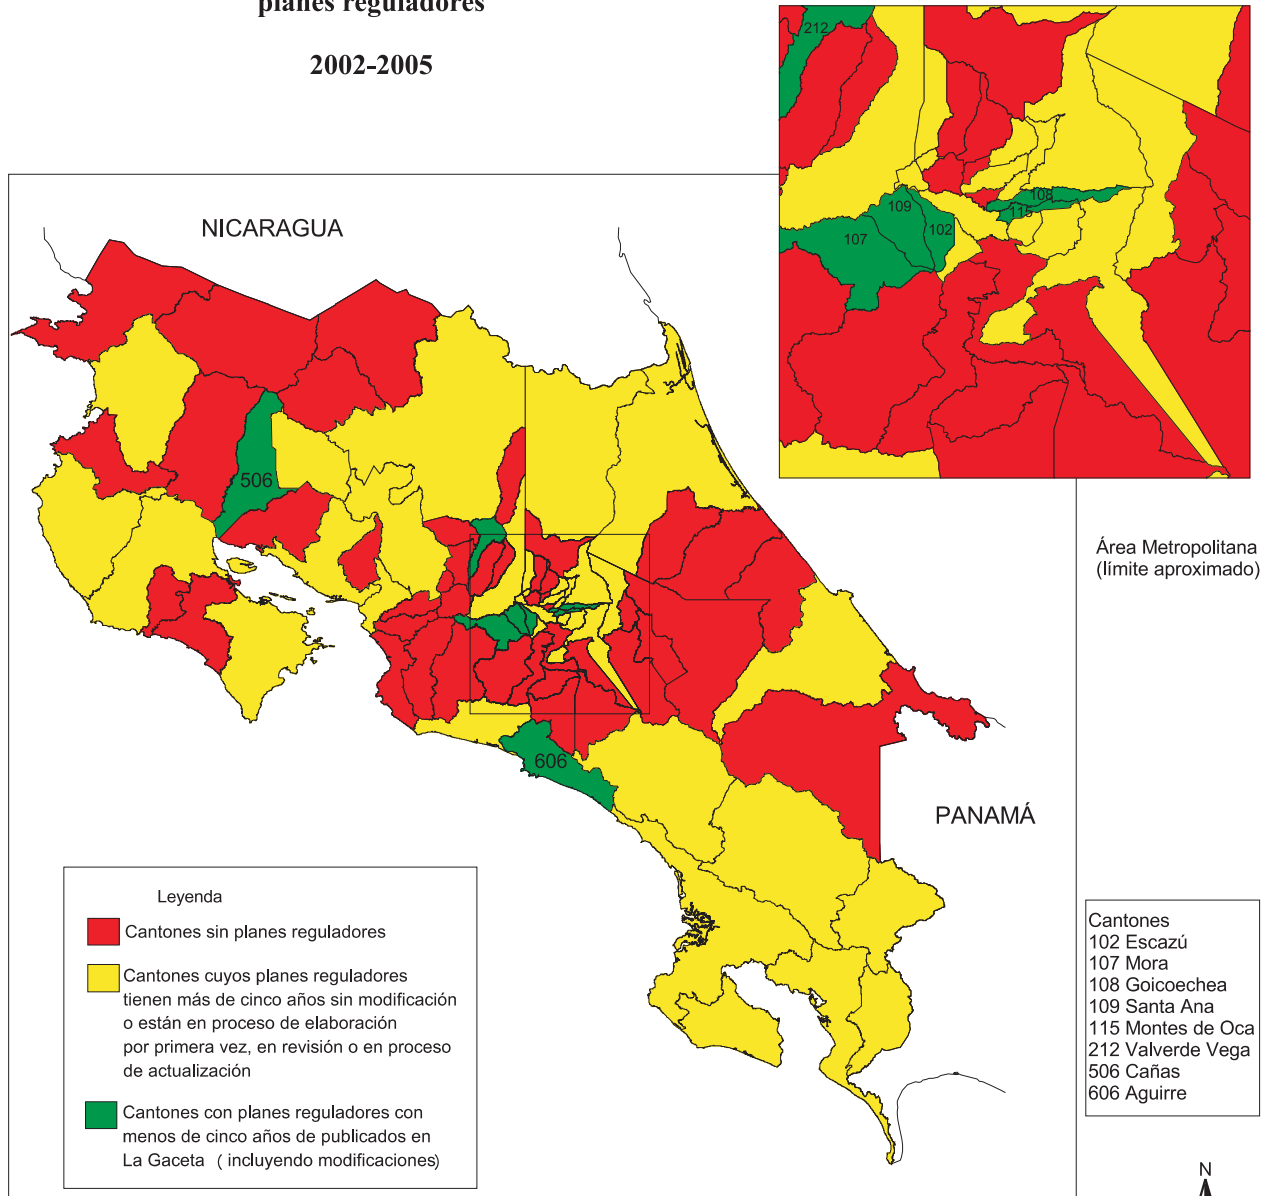 planes reguladores
2002-2005
212
109
108
115
102
107
NICARAGUA
506
606
PANAMÁ
Área Metropolitana
(límite aproximado)
Leyenda
Cantones sin planes reguladores
Cantones cuyos planes reguladores
tienen más de cinco años sin modificación
o están en proceso de elaboración
por primera vez, en revisión o en proceso
de actualización
Cantones con planes reguladores con
menos de cinco años de publicados en
La Gaceta ( incluyendo modificaciones)
Cantones
102 Escazú
107 Mora
108 Goicoechea
109 Santa Ana
115 Montes de Oca
212 Valverde Vega
506 Cañas
606 Aguirre
N